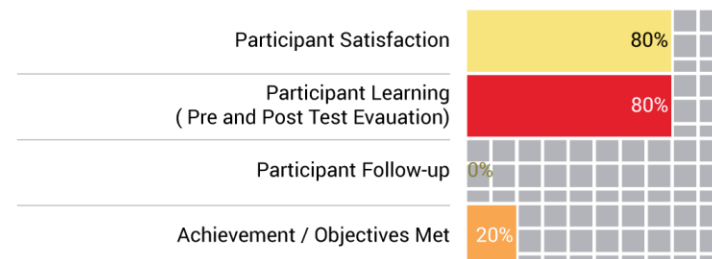 Participant Satisfaction
80%
Participant Learning
( Pre and Post Test Evauation)
80%
Participant Follow-up
0%
Achievement / Objectives Met
20%